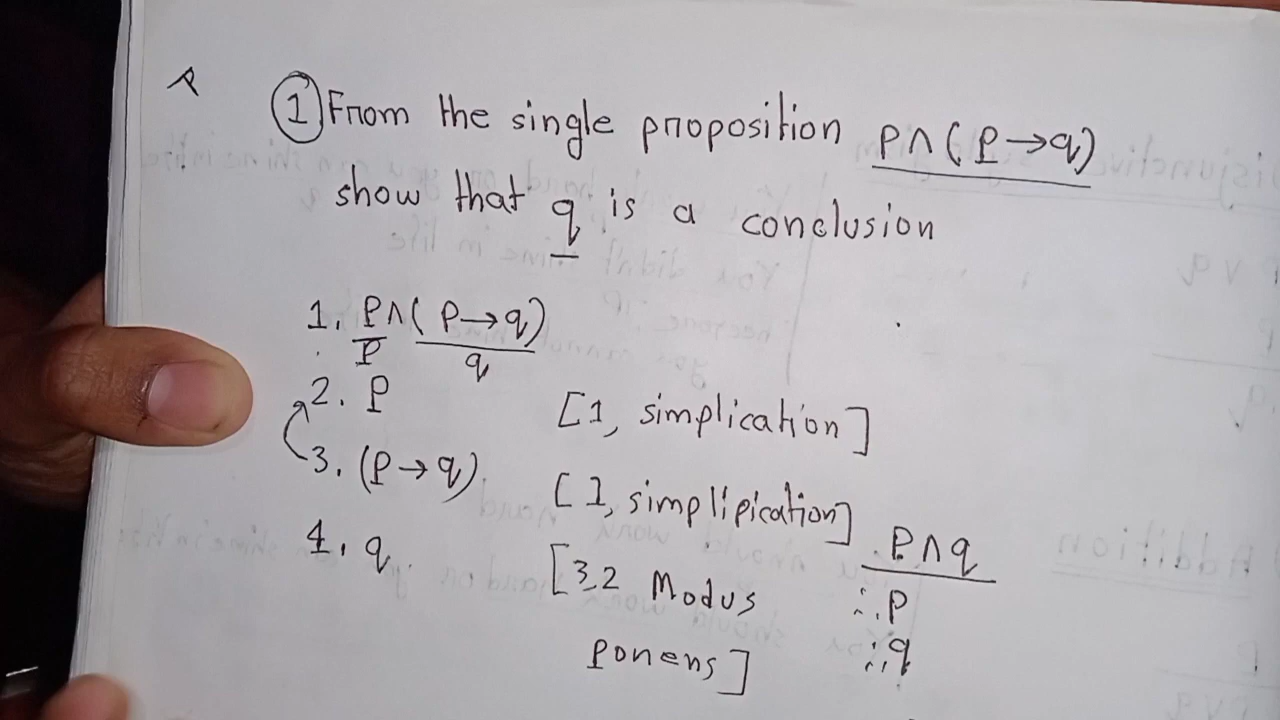 ① From the single proposition P∧(P→q)
show that q is a conclusion
1. P∧(P→q)
P q
2. P [1, simplication]
3. (P→q) [1, simplipication]
4. q [3,2 Modus
ponens]
P∧q
∴P
∴q